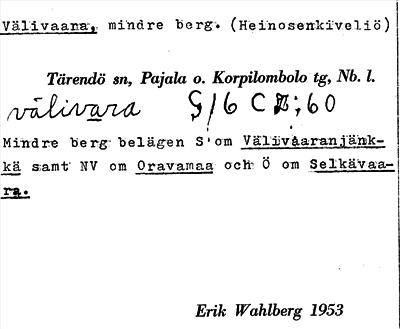 Välivaara, mindre berg. (Heinosenkiveliö)
Tärendö sn, Pajala o. Korpilombolo tg, Nb. l.
välivara
Mindre berg belägen S om Välivaaranjänk-
kä samt NV om Oravamaa och Ö om Selkävaa-
ra.
Erik Wahlberg 1953